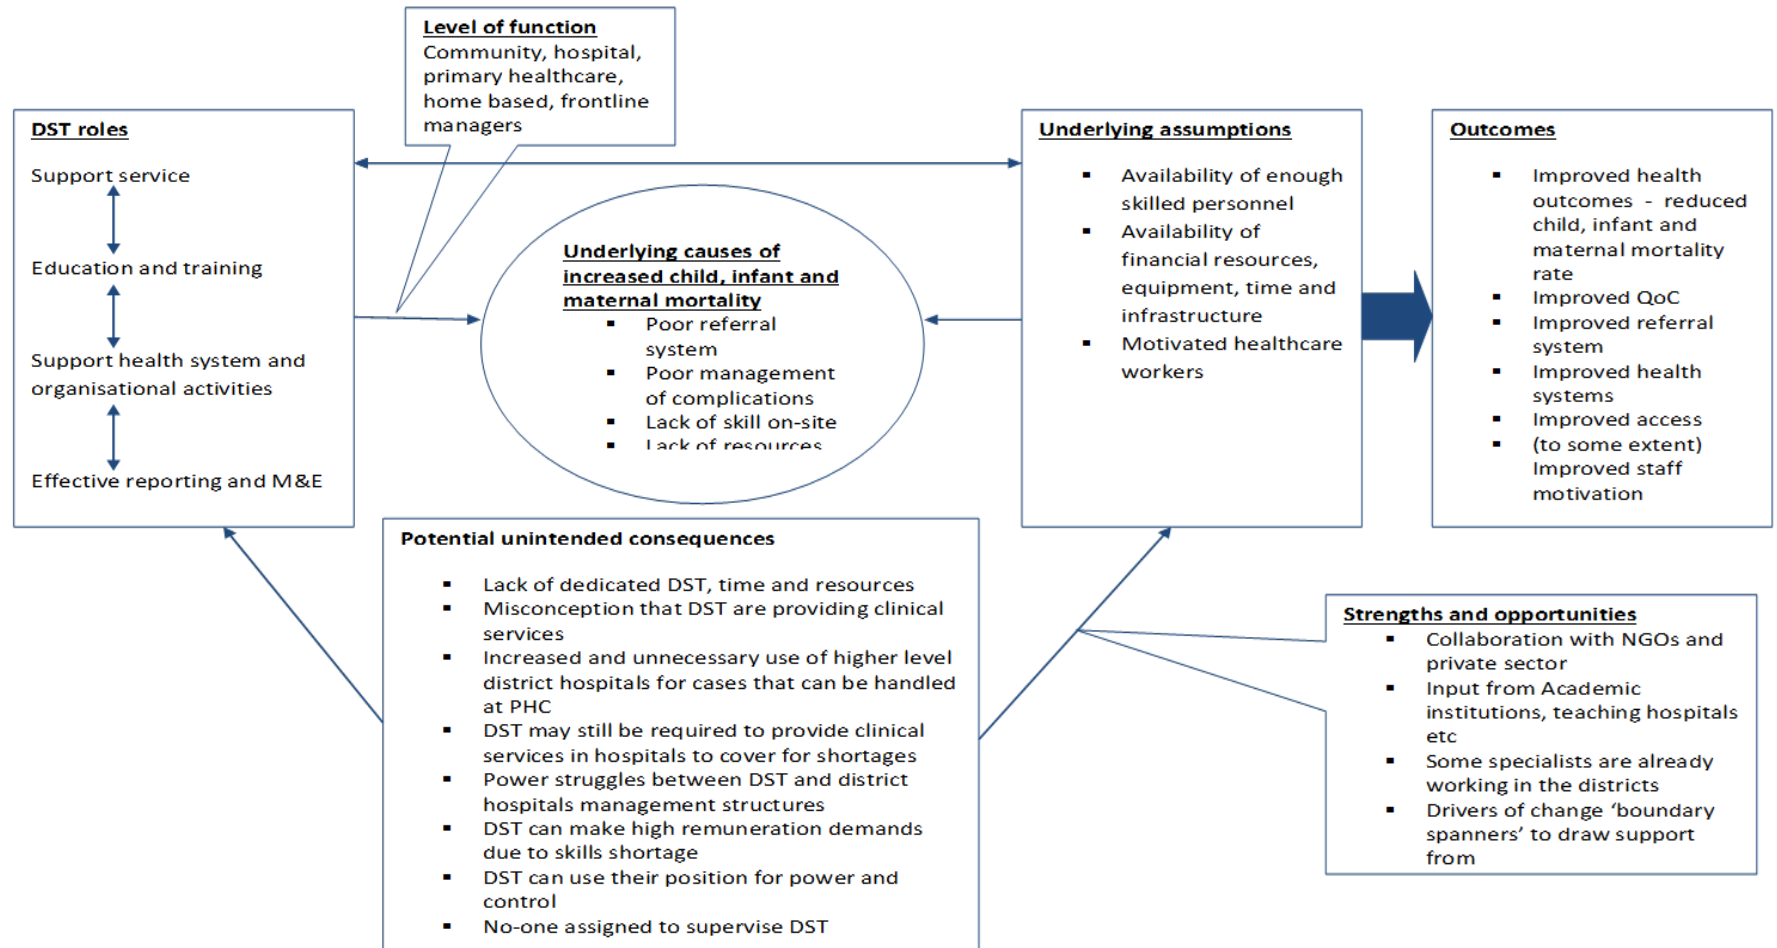 Level of function
Community, hospital,
primary healthcare,
home based, frontline
managers
DST roles
Support service
Education and training
Support health system and
organisational activities
Effective reporting and M&E
Underlying causes of
increased child, infant and
maternal mortality
▪ Poor referral
system
▪ Poor management
of complications
▪ Lack of skill on-site
▪ Lack of resources
Underlying assumptions
▪ Availability of enough
skilled personnel
▪ Availability of
financial resources,
equipment, time and
infrastructure
▪ Motivated healthcare
workers
Outcomes
▪ Improved health
outcomes - reduced
child, infant and
maternal mortality
rate
▪ Improved QoC
▪ Improved referral
system
▪ Improved health
systems
▪ Improved access
▪ (to some extent)
Improved staff
motivation
Potential unintended consequences
▪ Lack of dedicated DST, time and resources
▪ Misconception that DST are providing clinical
services
▪ Increased and unnecessary use of higher level
district hospitals for cases that can be handled
at PHC
▪ DST may still be required to provide clinical
services in hospitals to cover for shortages
▪ Power struggles between DST and district
hospitals management structures
▪ DST can make high remuneration demands
due to skills shortage
▪ DST can use their position for power and
control
▪ No-one assigned to supervise DST
Strengths and opportunities
▪ Collaboration with NGOs and
private sector
▪ Input from Academic
institutions, teaching hospitals
etc
▪ Some specialists are already
working in the districts
▪ Drivers of change ‘boundary
spanners’ to draw support
from